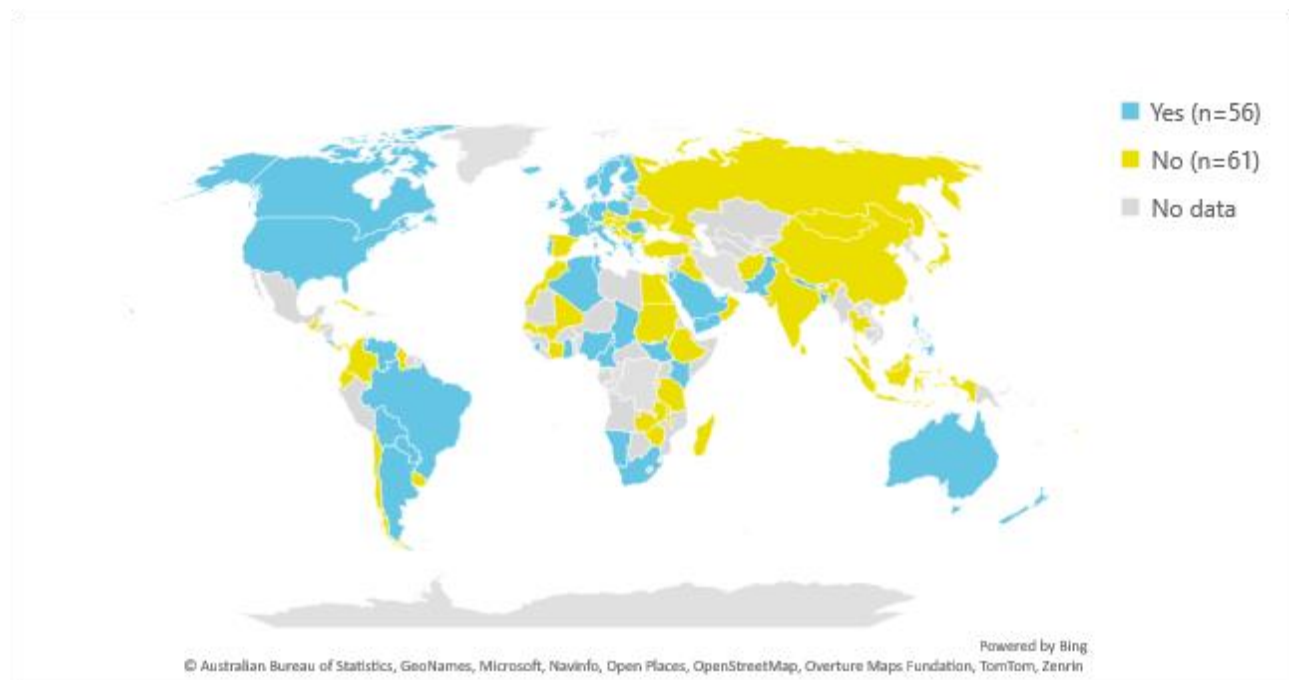 Yes (n=56)
No (n=61)
No data
Powered by Bing
© Australian Bureau of Statistics, GeoNames, Microsoft, Navinfo, Open Places, OpenStreetMap, Overture Maps Fundation, TomTom, Zenrin